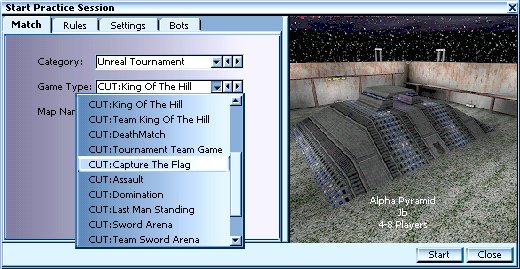 Start Practice Session
Match
Rules
Settings
Bots
Category:
Unreal Tournament
Game Type:
CUT:King Of The Hill
Map Na
CUT:King Of The Hill
CUT:Team King Of The Hill
CUT:DeathMatch
CUT:Tournament Team Game
CUT:Capture The Flag
CUT:Assault
CUT:Domination
CUT:Last Man Standing
CUT:Sword Arena
CUT:Team Sword Arena
Alpha Pyramid
Jb
4-8 Players
Start
Close